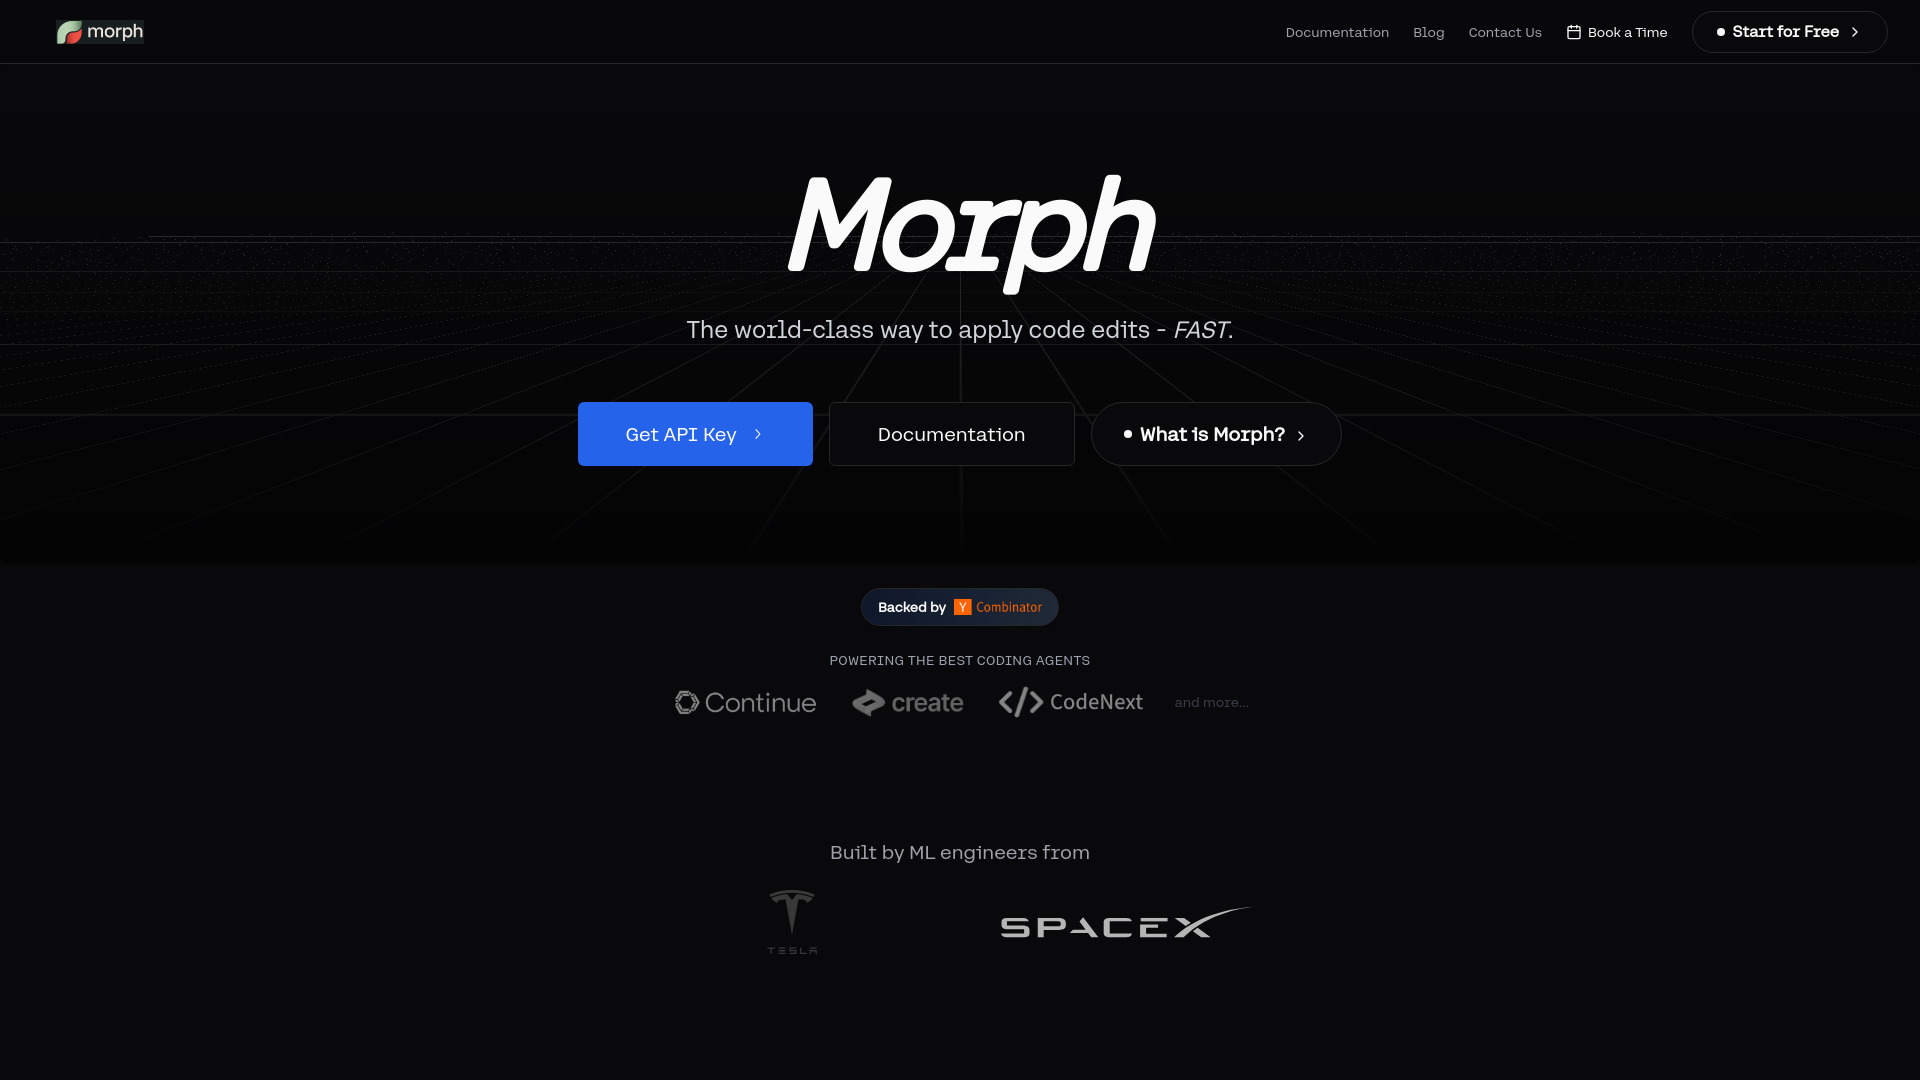 morph
Documentation
Blog
Contact Us
Book a Time
Start for Free
Morph
The world-class way to apply code edits - FAST.
Get API Key
Documentation
What is Morph?
Backed by Y Combinator
POWERING THE BEST CODING AGENTS
Continue
create
CodeNext
and more...
Built by ML engineers from
TESLA
SPACEX